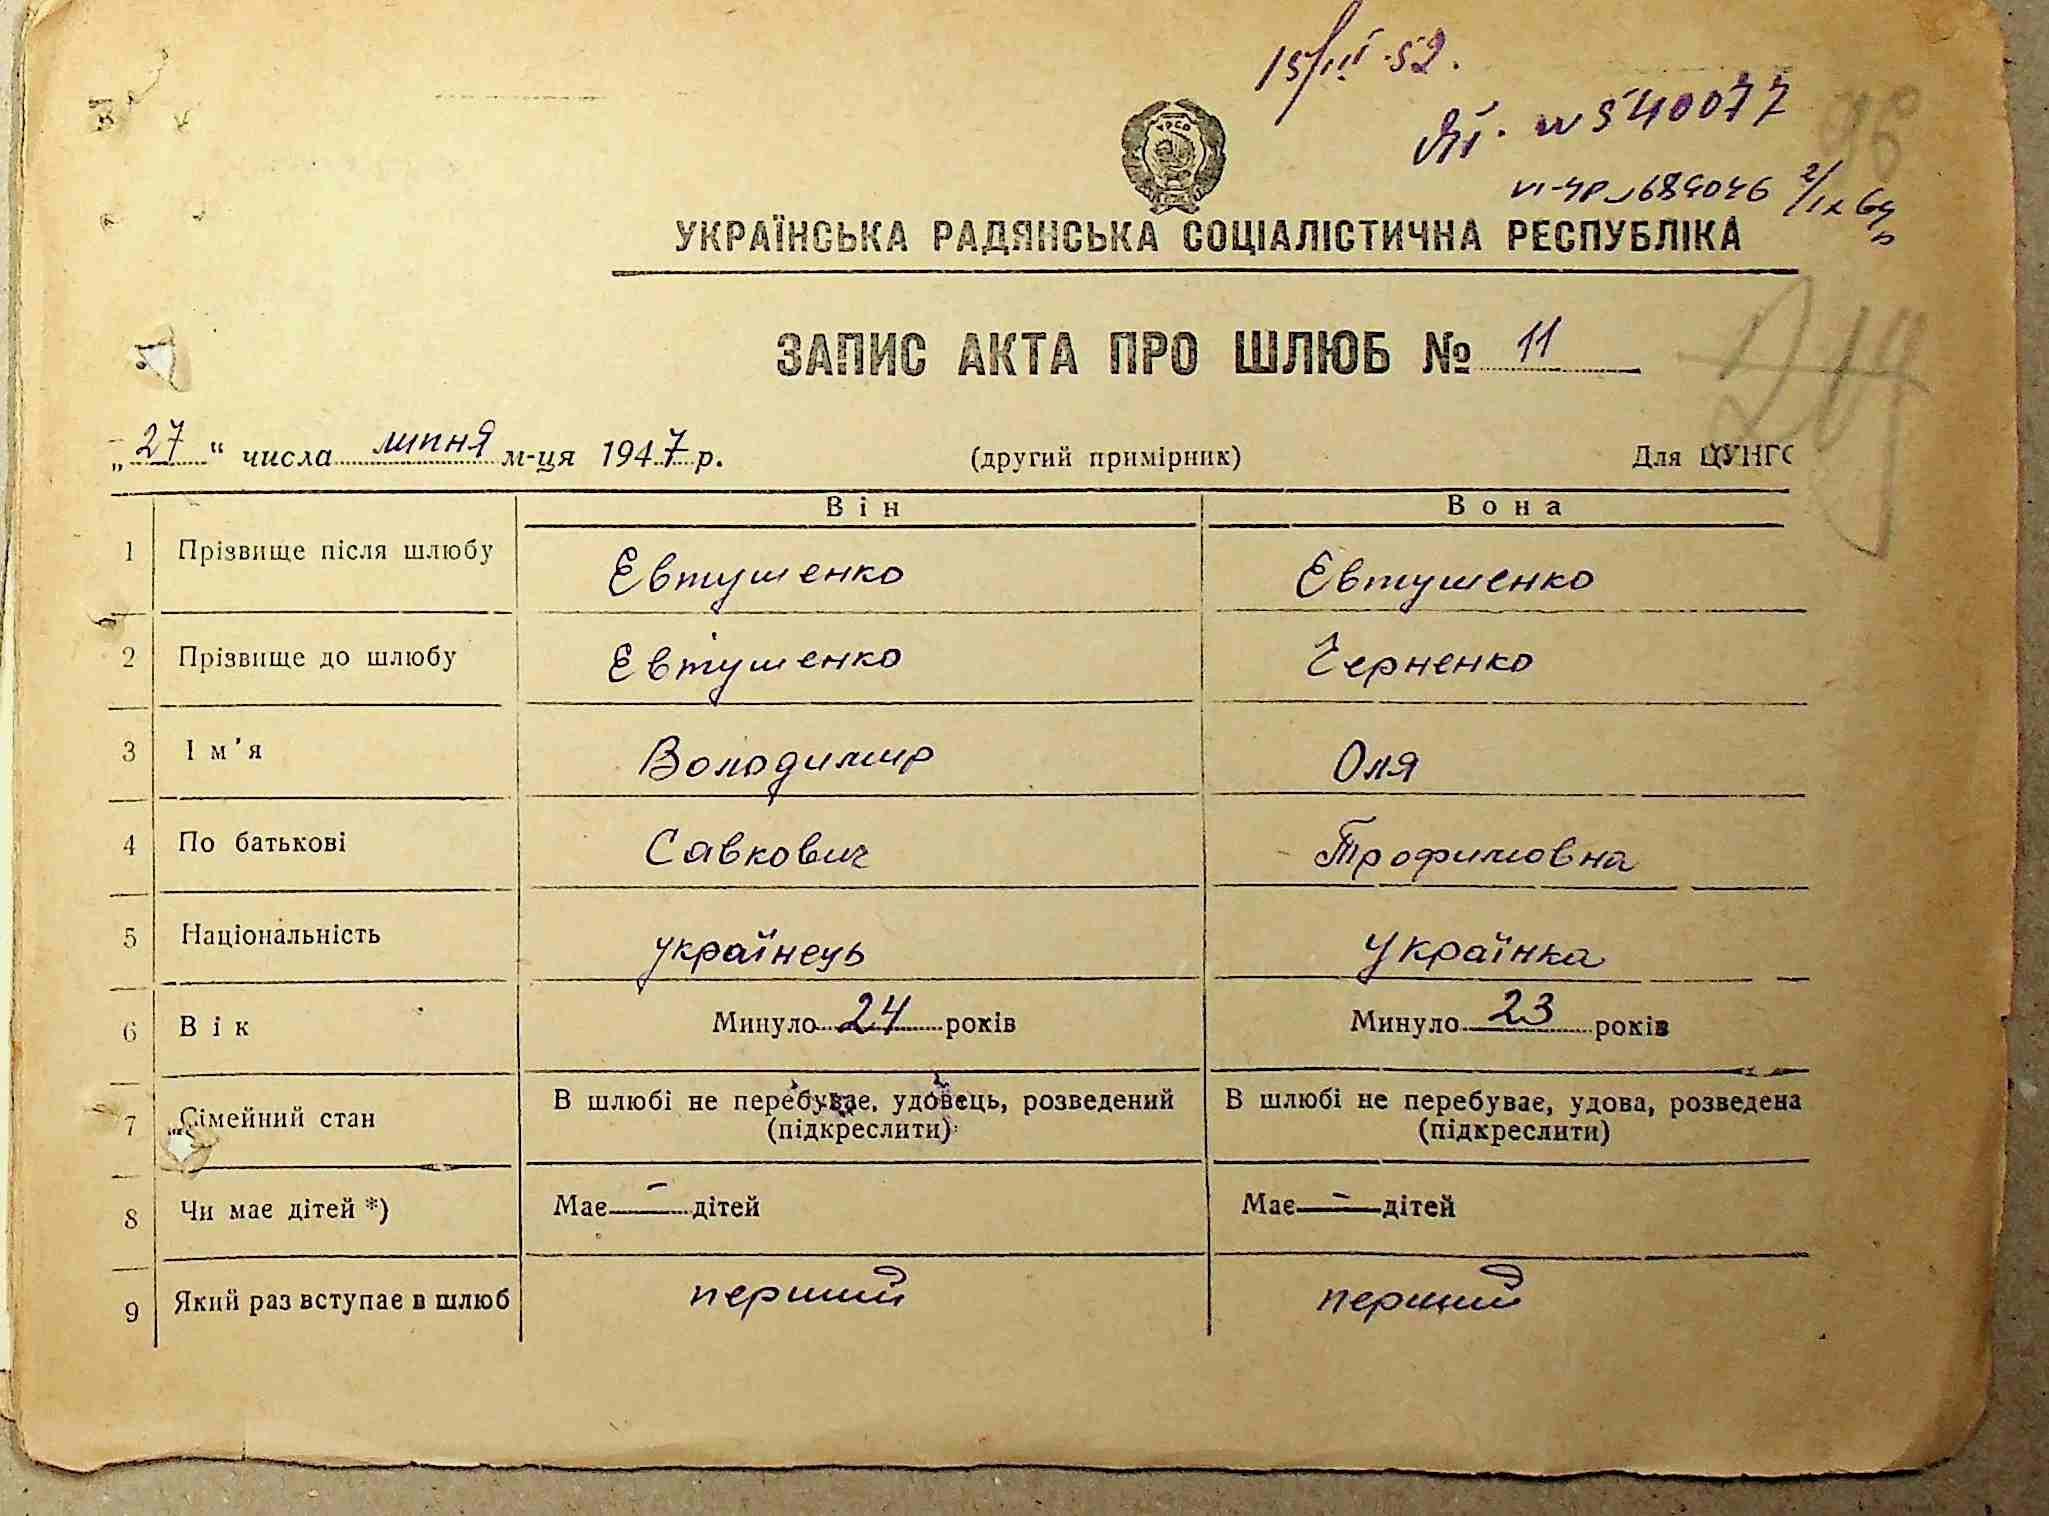 15/III-52.
№ 540077
УРСР
96
VI-ЧР 689046 2/IX 64
УКРАЇНСЬКА РАДЯНСЬКА СОЦІАЛІСТИЧНА РЕСПУБЛІКА
ЗАПИС АКТА ПРО ШЛЮБ № 11
„27“ числа липня м-ця 1947 р. (другий примірник) Для ЦУНГО
Він Вона
1 Прізвище після шлюбу Євтушенко Євтушенко
2 Прізвище до шлюбу Євтушенко Черненко
3 Ім’я Володимир Оля
4 По батькові Савкович Трофимовна
5 Національність українець українка
6 Вік Минуло 24 років Минуло 23 років
7 Сімейний стан В шлюбі не перебуває, удовець, розведений В шлюбі не перебуває, удова, розведена
(підкреслити) (підкреслити)
8 Чи має дітей *) Має – дітей Має – дітей
9 Який раз вступає в шлюб перший перший